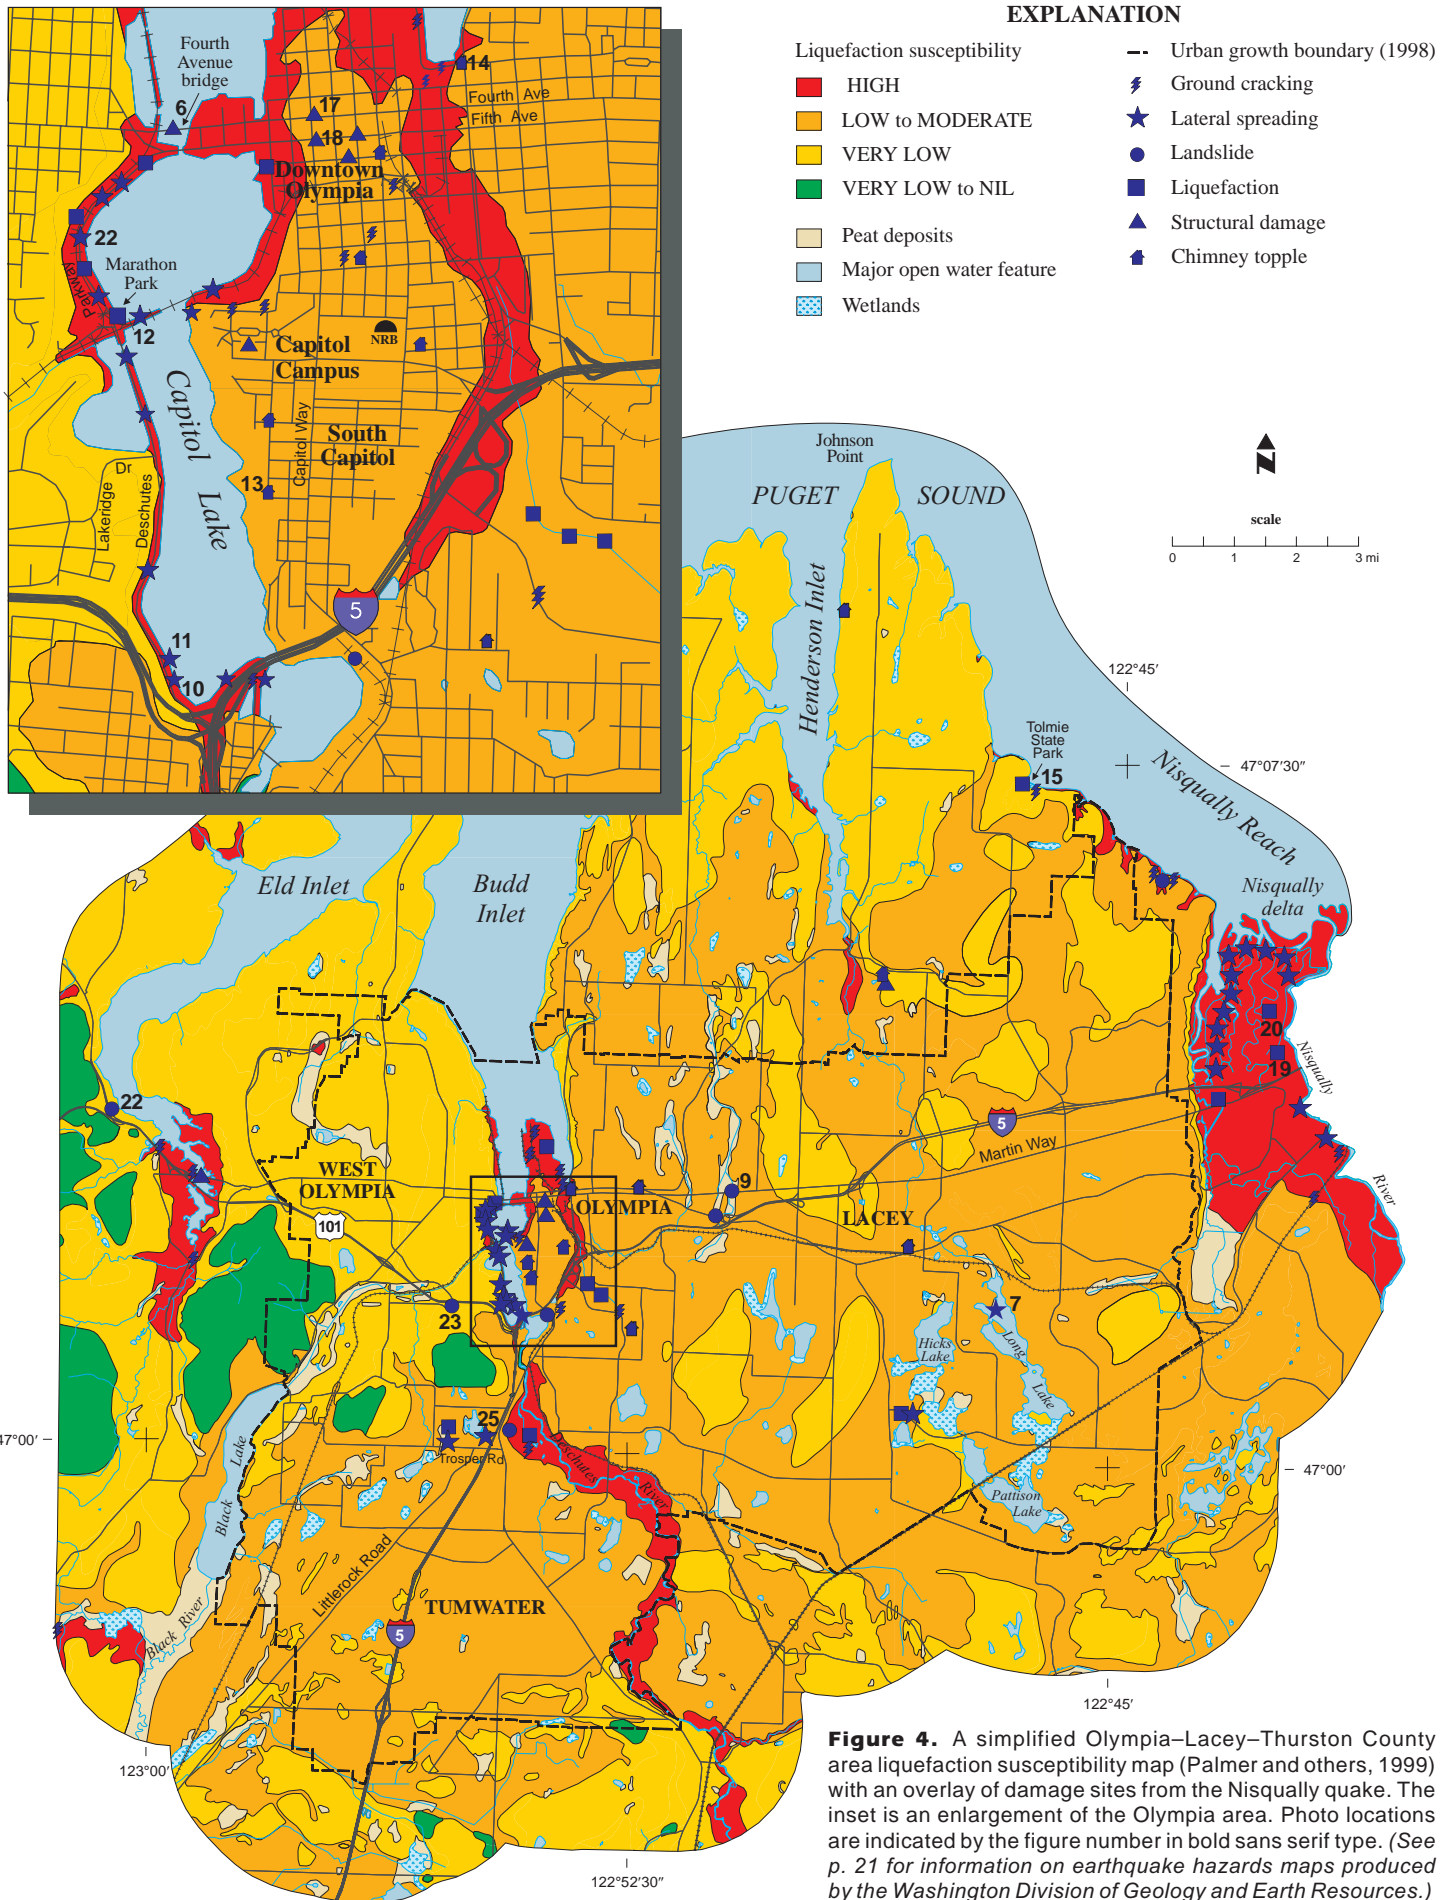 EXPLANATION
Liquefaction susceptibility
HIGH
LOW to MODERATE
VERY LOW
VERY LOW to NIL
Peat deposits
Major open water feature
Wetlands
Urban growth boundary (1998)
Ground cracking
Lateral spreading
Landslide
Liquefaction
Structural damage
Chimney topple
Fourth
Avenue
bridge
6
14
Fourth Ave
Fifth Ave
17
18
Downtown
Olympia
22
Marathon
Park
Parkway
12
NRB
Capitol
Campus
Capitol Lake
Capitol Way
South
Capitol
13
Lakeridge
Dr
Deschutes
5
11
10
Johnson
Point
PUGET SOUND
N
scale
0 1 2 3 mi
Henderson Inlet
122°45′
Tolmie
State
Park
15
47°07′30″
Nisqually Reach
Nisqually
delta
Eld Inlet
Budd
Inlet
20
19
Nisqually
River
22
5
Martin Way
WEST
OLYMPIA
101
OLYMPIA
9
LACEY
23
7
Hicks
Lake
Long
Lake
25
Trosper Rd
Deschutes
River
47°00′
47°00′
Black Lake
Pattison
Lake
Littlerock Road
TUMWATER
Black River
5
123°00′
122°45′
122°52′30″
Figure 4. A simplified Olympia–Lacey–Thurston County
area liquefaction susceptibility map (Palmer and others, 1999)
with an overlay of damage sites from the Nisqually quake. The
inset is an enlargement of the Olympia area. Photo locations
are indicated by the figure number in bold sans serif type. (See
p. 21 for information on earthquake hazards maps produced
by the Washington Division of Geology and Earth Resources.)